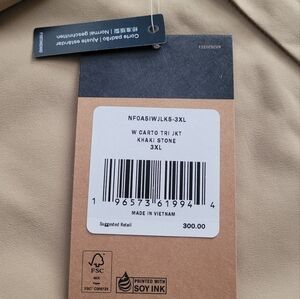 标准版型
Corte padrão | Ajuste estándar
Normal geschnitten
NF0A5IWJLK5-3XL
W CARTO TRI JKT
KHAKI STONE
3XL
1 96573 61994 4
MADE IN VIETNAM
Suggested Retail
300.00
FSC
MIX
PRINTED WITH
SOY INK